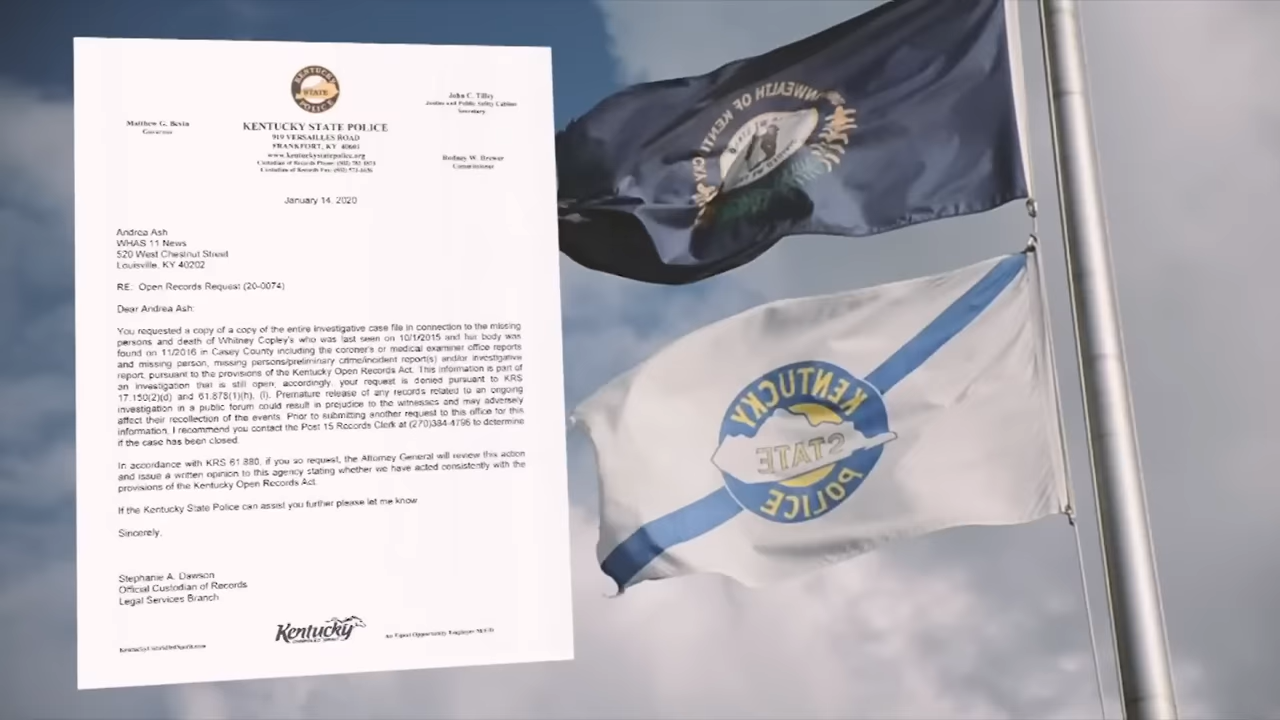 KENTUCKY
STATE
POLICE
Matthew G. Bevin
Governor
KENTUCKY STATE POLICE
919 VERSAILLES ROAD
FRANKFORT, KY 40601
www.kentuckystatepolice.org
John C. Tilley
Justice and Public Safety Cabinet
Secretary
Rodney W. Brewer
Commissioner
January 14, 2020
Andrea Ash
WHAS 11 News
520 West Chestnut Street
Louisville, KY 40202
RE: Open Records Request (20-0074)
Dear Andrea Ash:
You requested a copy of a copy of the entire investigative case file in connection to the missing
persons and death of Whitney Copley's who was last seen on 10/1/2015 and her body was
found on 11/2016 in Casey County including the coroner's or medical examiner office reports
and missing person, missing persons/preliminary crime/incident report(s) and/or investigative
report, pursuant to the provisions of the Kentucky Open Records Act. This information is part of
an investigation that is still open; accordingly, your request is denied pursuant to KRS
17.150(2)(d) and 61.878(1)(h), (l). Premature release of any records related to an ongoing
investigation in a public forum could result in prejudice to the witnesses and may adversely
affect their recollection of the events. Prior to submitting another request to this office for this
information, I recommend you contact the Post 15 Records Clerk at (270)384-4796 to determine
if the case has been closed.
In accordance with KRS 61.880, if you so request, the Attorney General will review this action
and issue a written opinion to this agency stating whether we have acted consistently with the
provisions of the Kentucky Open Records Act.
If the Kentucky State Police can assist you further please let me know
Sincerely,
Stephanie A. Dawson
Official Custodian of Records
Legal Services Branch
Kentucky
An Equal Opportunity Employer M/F/D
WEALTH OF KENTUCKY
KENTUCKY
STATE
POLICE